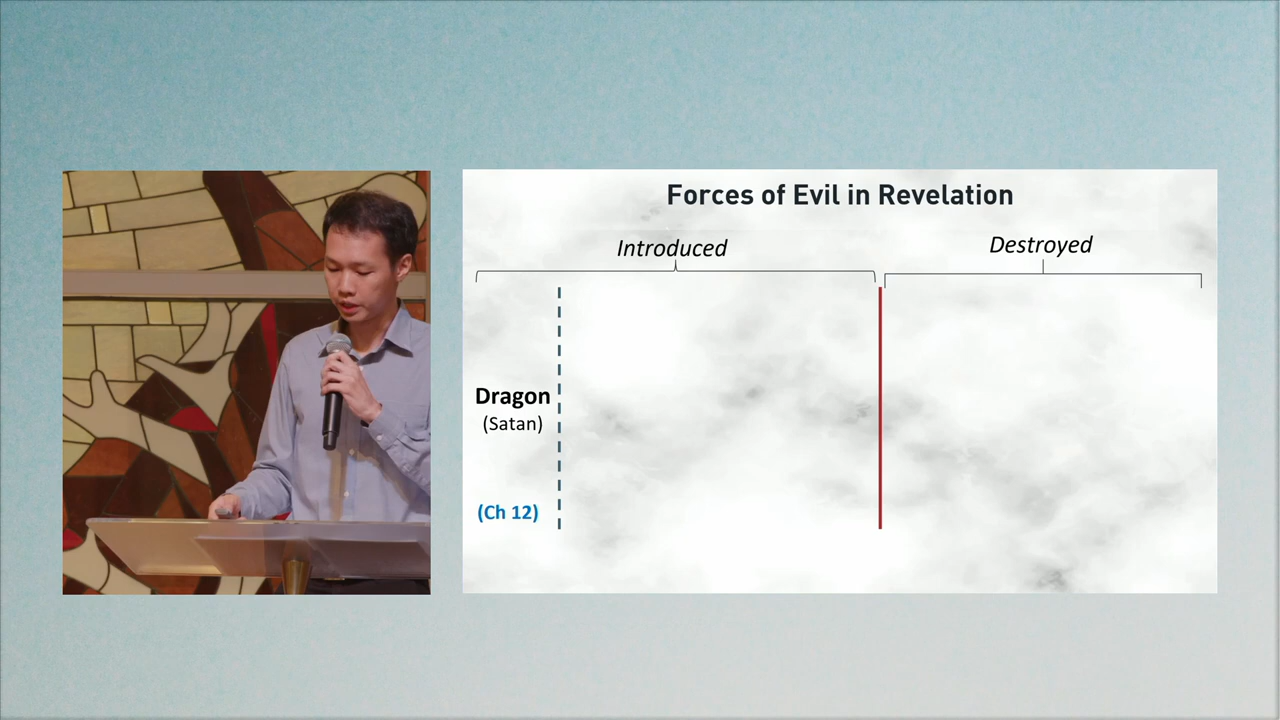 Forces of Evil in Revelation
Introduced
Destroyed
Dragon
(Satan)
(Ch 12)